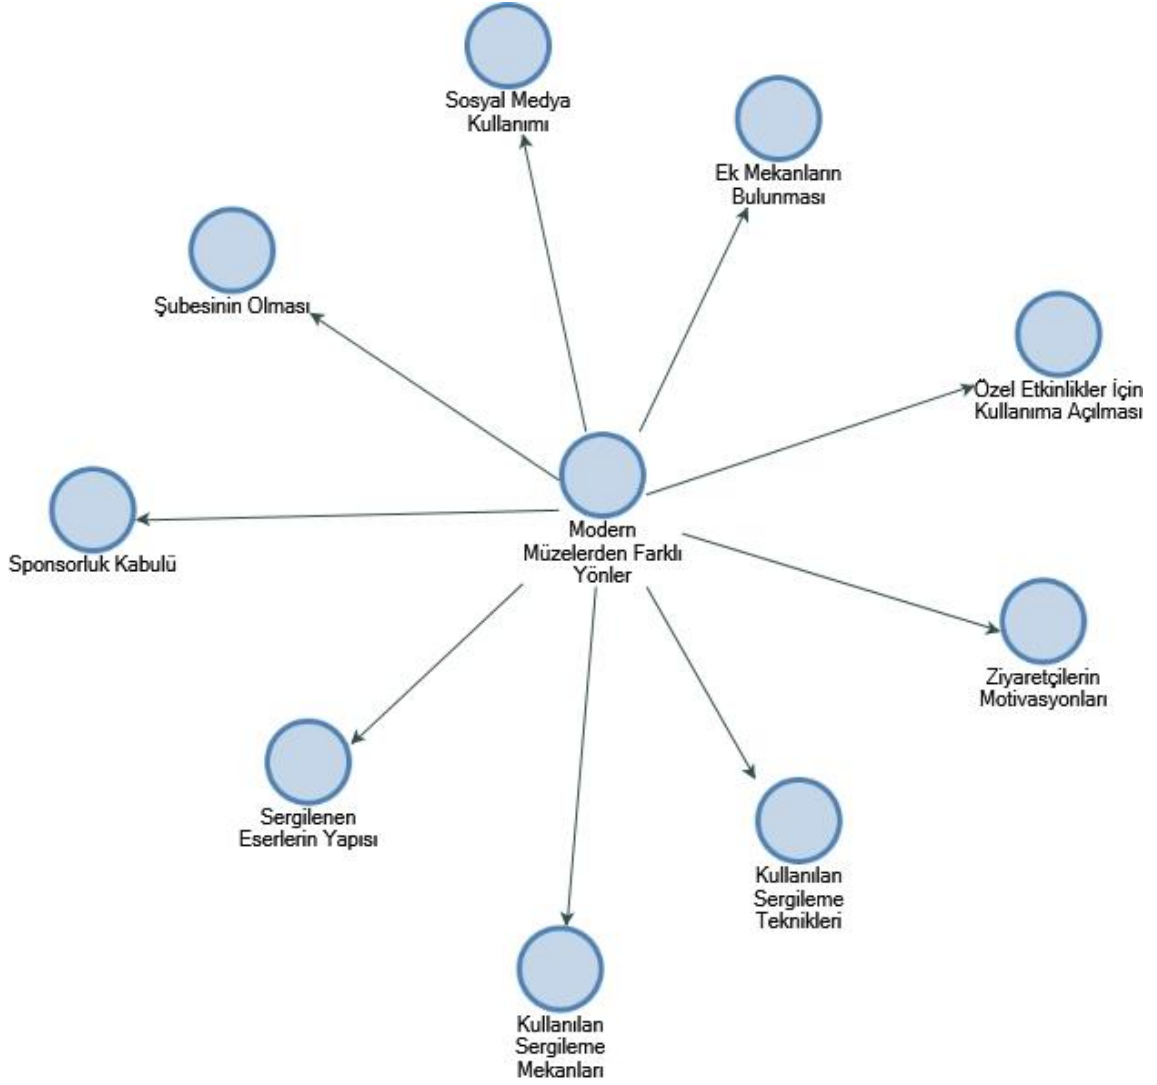 Sosyal Medya
Kullanımı
Ek Mekanların
Bulunması
Şubesinin Olması
Özel Etkinlikler İçin
Kullanıma Açılması
Modern
Müzelerden Farklı
Yönler
Sponsorluk Kabulü
Ziyaretçilerin
Motivasyonları
Sergilenen
Eserlerin Yapısı
Kullanılan
Sergileme
Teknikleri
Kullanılan
Sergileme
Mekanları